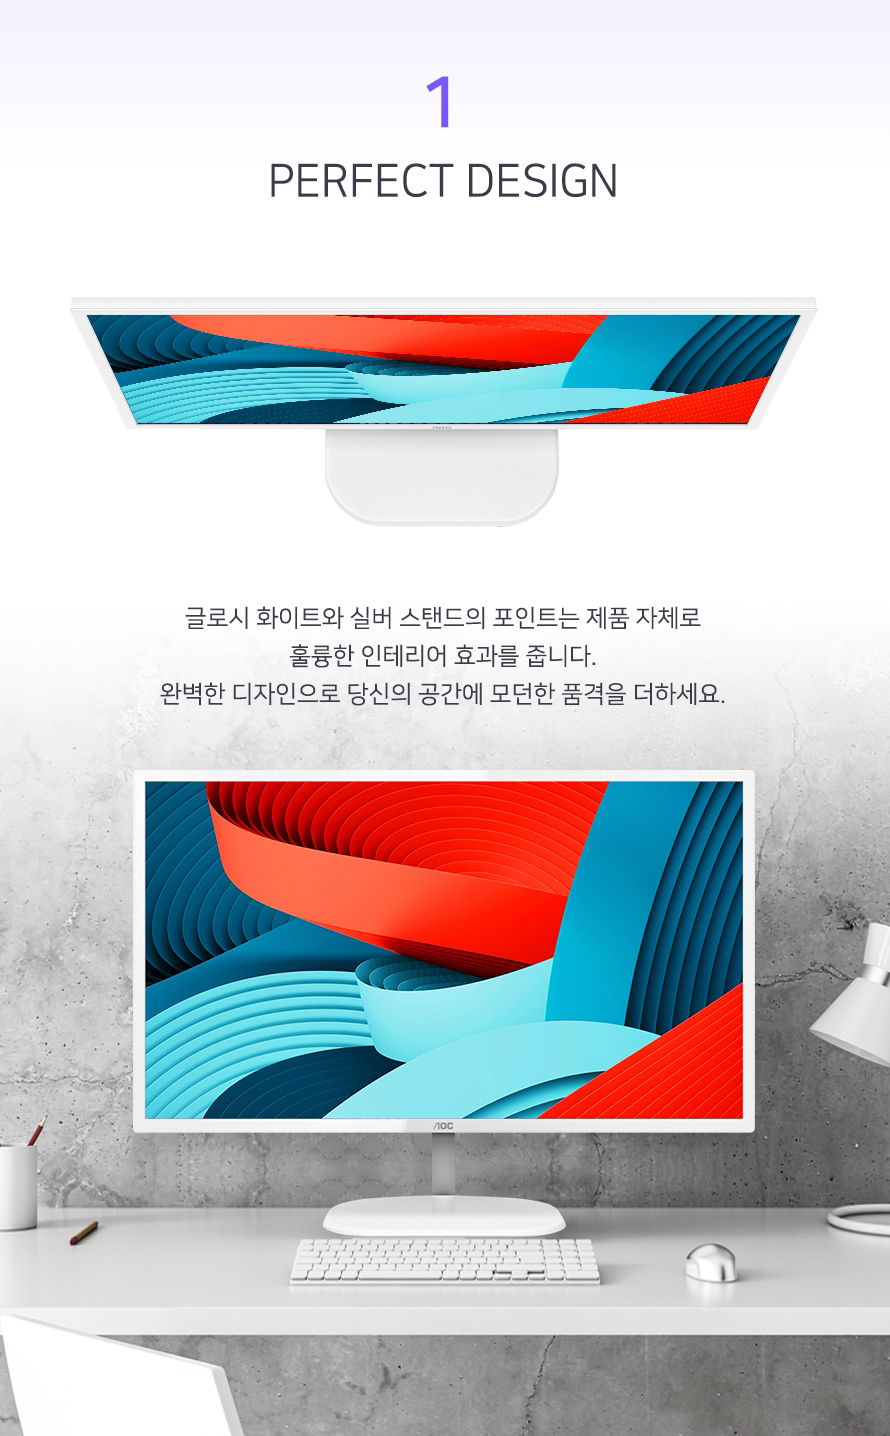 1
PERFECT DESIGN
글로시 화이트와 실버 스탠드의 포인트는 제품 자체로
훌륭한 인테리어 효과를 줍니다.
완벽한 디자인으로 당신의 공간에 모던한 품격을 더하세요.
AOC